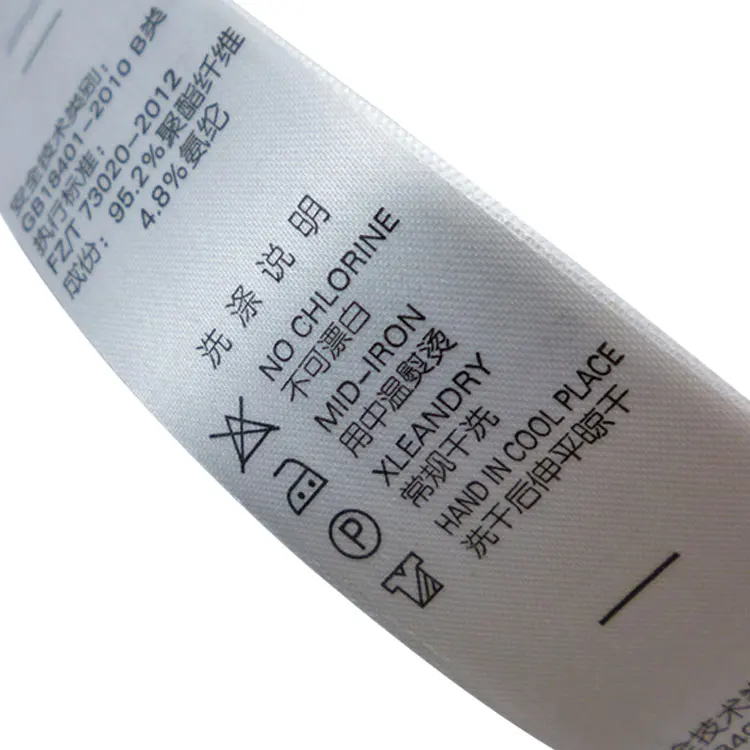 安全技术类别:
GB18401-2010 B类
执行标准:
FZ/T 73020-2012
成份: 95.2%聚酯纤维
4.8%氨纶
洗涤说明
NO CHLORINE
不可漂白
MID-IRON
用中温熨烫
XLEANDRY
常规干洗
P
HAND IN COOL PLACE
洗干后伸平晾干